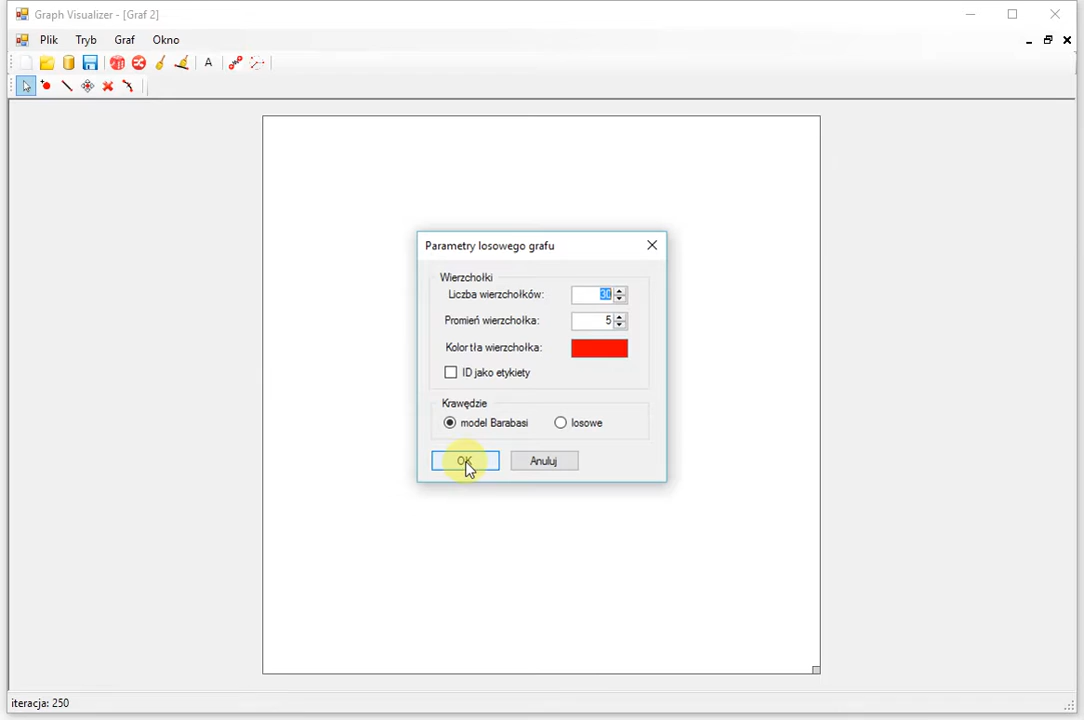 Graph Visualizer - [Graf 2]
Plik Tryb Graf Okno
A
Parametry losowego grafu
Wierzchołki
Liczba wierzchołków: 30
Promień wierzchołka: 5
Kolor tła wierzchołka:
ID jako etykiety
Krawędzie
model Barabasi losowe
OK Anuluj
iteracja: 250